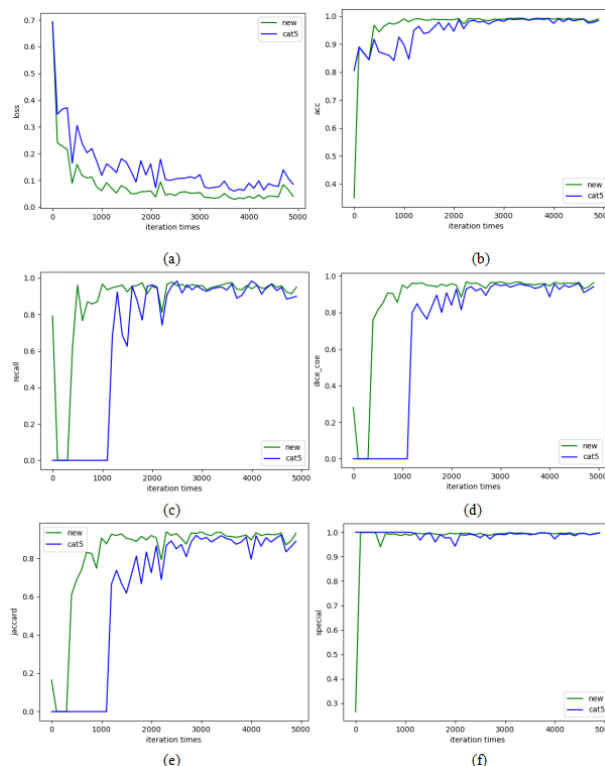 0.7
0.6
0.5
0.4
0.3
0.2
0.1
0.0
loss
0 1000 2000 3000 4000 5000
iteration times
new
cat5
(a)
1.0
0.9
0.8
0.7
0.6
0.5
0.4
acc
0 1000 2000 3000 4000 5000
iteration times
new
cat5
(b)
1.0
0.8
0.6
0.4
0.2
0.0
recall
0 1000 2000 3000 4000 5000
iteration times
new
cat5
(c)
1.0
0.8
0.6
0.4
0.2
0.0
dice_coe
0 1000 2000 3000 4000 5000
iteration times
new
cat5
(d)
0.8
0.6
0.4
0.2
0.0
jaccard
0 1000 2000 3000 4000 5000
iteration times
new
cat5
(e)
1.0
0.9
0.8
0.7
0.6
0.5
0.4
0.3
special
0 1000 2000 3000 4000 5000
iteration times
new
cat5
(f)